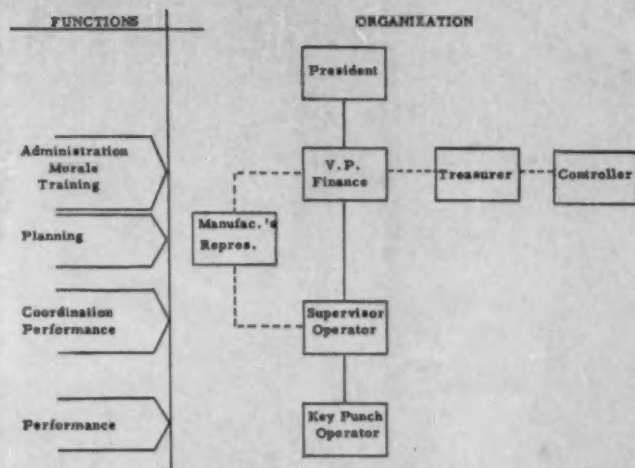 FUNCTIONS
ORGANIZATION
President
Administration
Morale
Training
V.P.
Finance
Treasurer
Controller
Manufac.'s
Repres.
Planning
Coordination
Performance
Supervisor
Operator
Performance
Key Punch
Operator